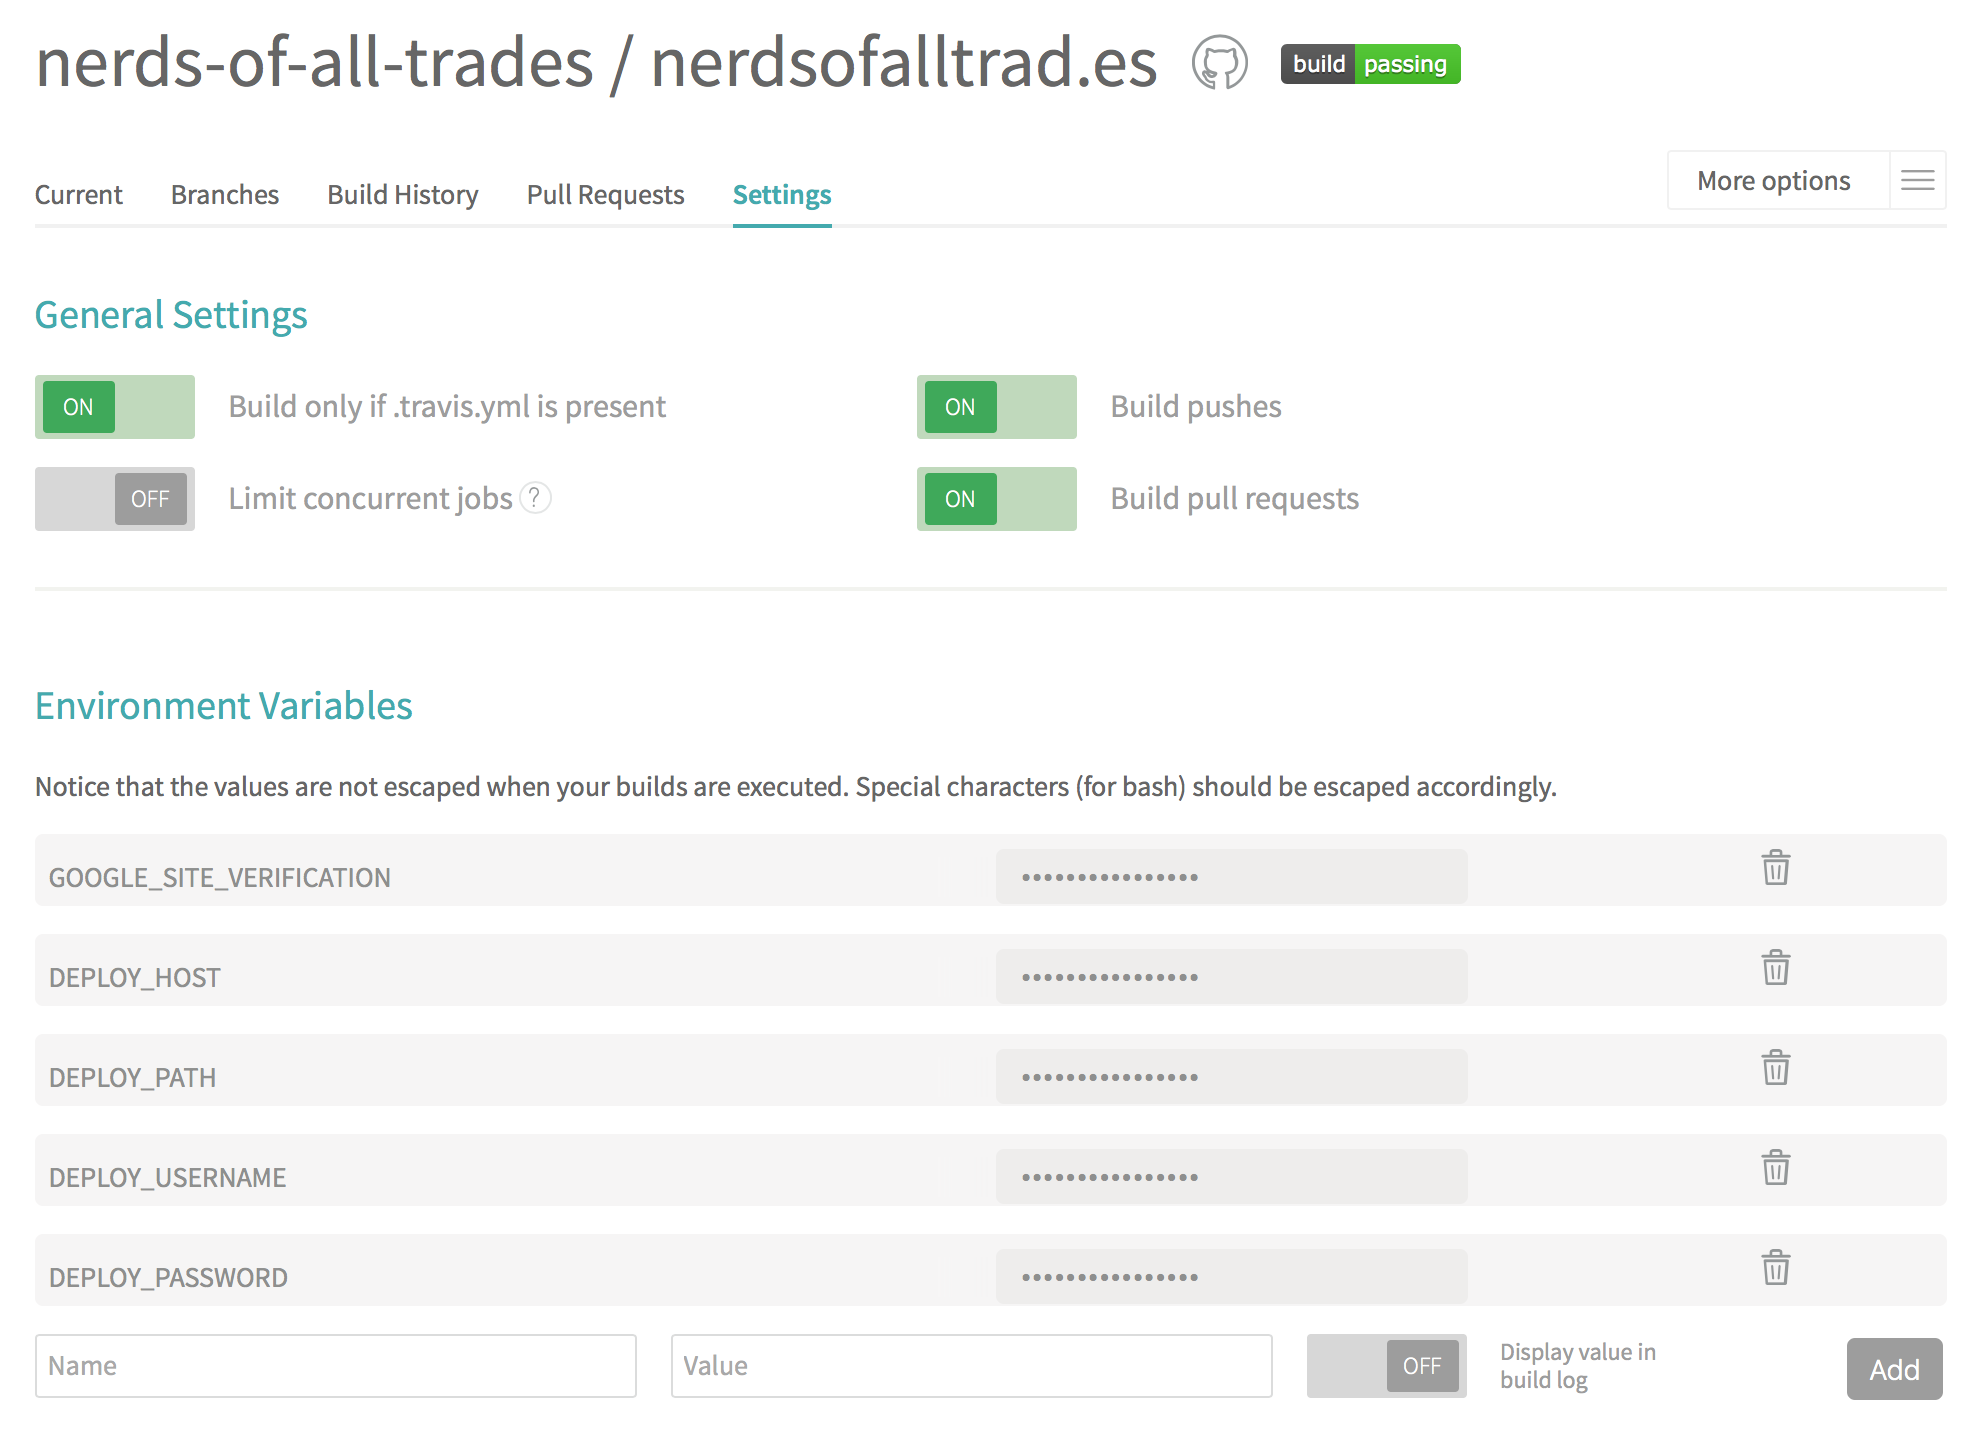 nerds-of-all-trades / nerdsofalltrad.es build passing
Current Branches Build History Pull Requests Settings More options
General Settings
ON Build only if .travis.yml is present ON Build pushes
OFF Limit concurrent jobs ? ON Build pull requests
Environment Variables
Notice that the values are not escaped when your builds are executed. Special characters (for bash) should be escaped accordingly.
GOOGLE_SITE_VERIFICATION ••••••••••••••••
DEPLOY_HOST ••••••••••••••••
DEPLOY_PATH ••••••••••••••••
DEPLOY_USERNAME ••••••••••••••••
DEPLOY_PASSWORD ••••••••••••••••
Name Value OFF Display value in
build log
Add